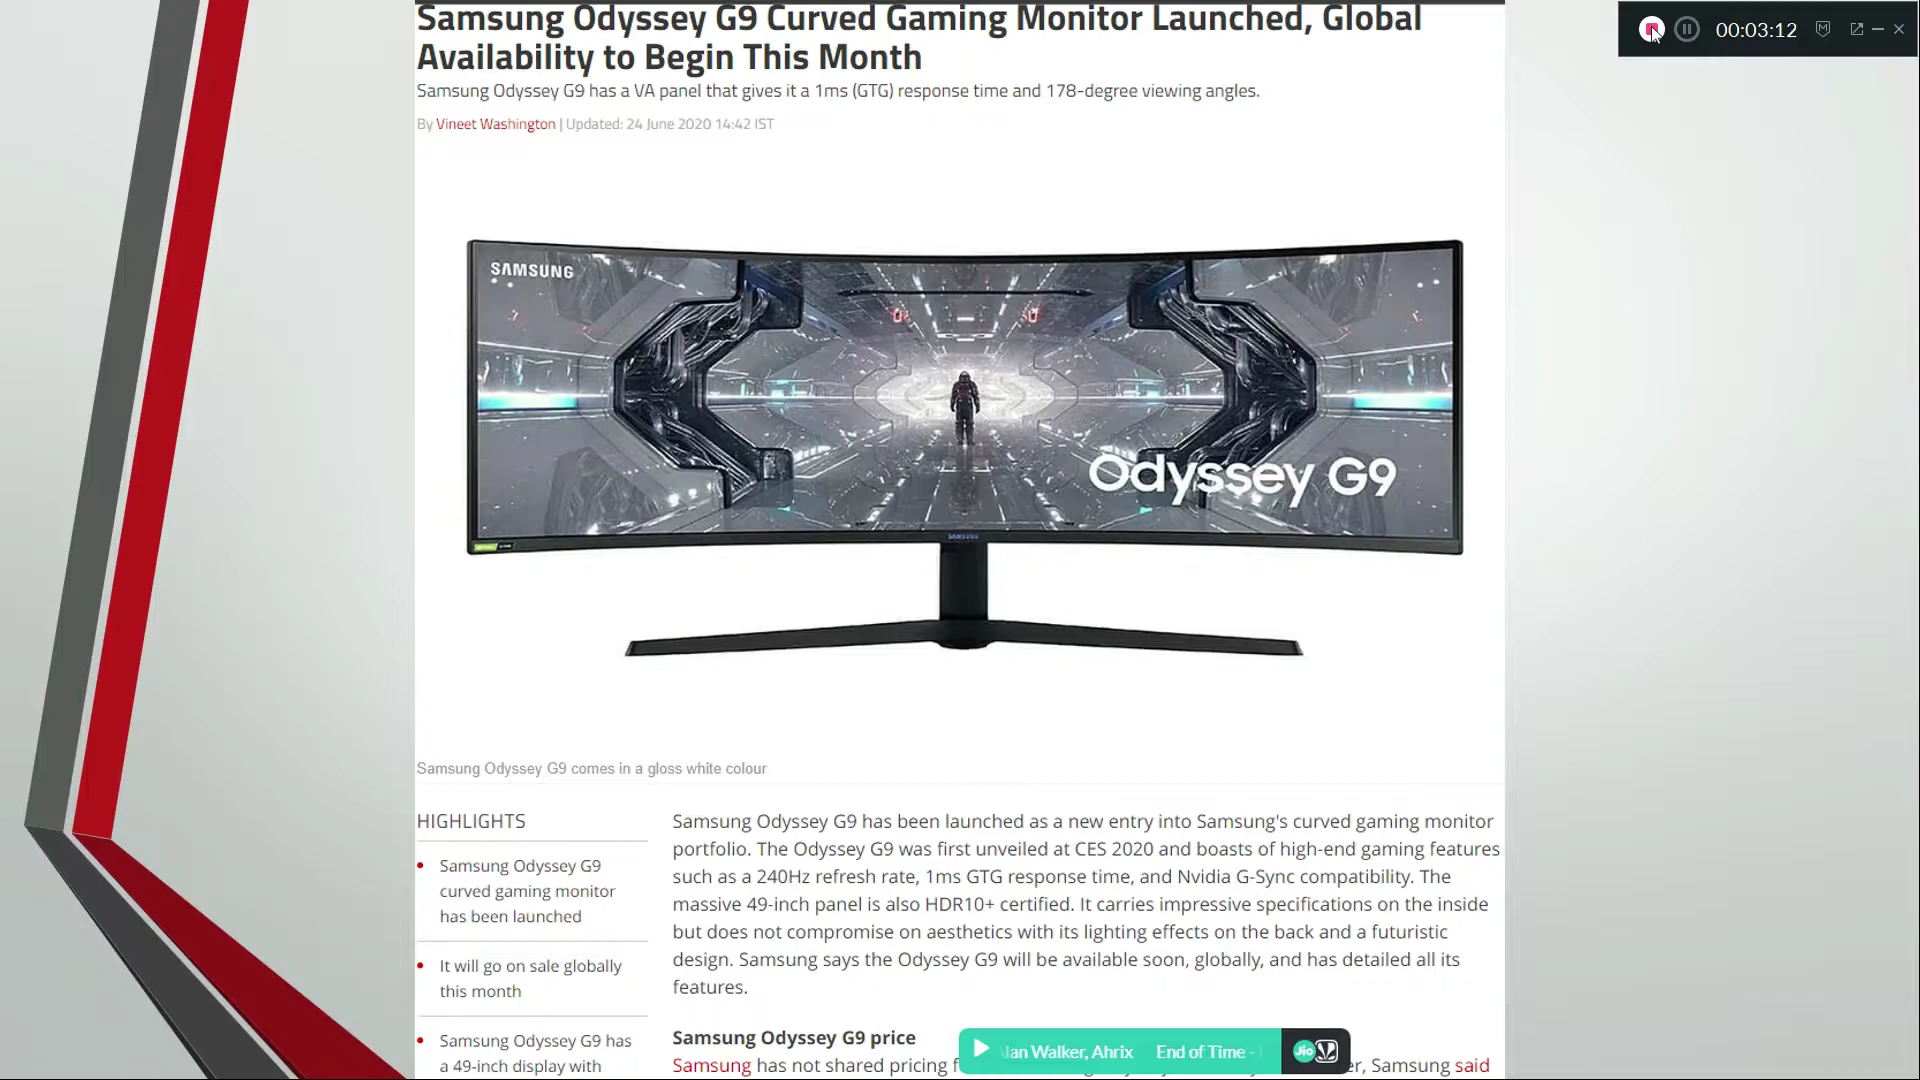 Samsung Odyssey G9 Curved Gaming Monitor Launched, Global
Availability to Begin This Month
00:03:12
Samsung Odyssey G9 has a VA panel that gives it a 1ms (GTG) response time and 178-degree viewing angles.
By Vineet Washington | Updated: 24 June 2020 14:42 IST
SAMSUNG
Odyssey G9
SAMSUNG
Samsung Odyssey G9 comes in a gloss white colour
HIGHLIGHTS
Samsung Odyssey G9
curved gaming monitor
has been launched
It will go on sale globally
this month
Samsung Odyssey G9 has
a 49-inch display with
Samsung Odyssey G9 has been launched as a new entry into Samsung's curved gaming monitor
portfolio. The Odyssey G9 was first unveiled at CES 2020 and boasts of high-end gaming features
such as a 240Hz refresh rate, 1ms GTG response time, and Nvidia G-Sync compatibility. The
massive 49-inch panel is also HDR10+ certified. It carries impressive specifications on the inside
but does not compromise on aesthetics with its lighting effects on the back and a futuristic
design. Samsung says the Odyssey G9 will be available soon, globally, and has detailed all its
features.
Samsung Odyssey G9 price
Samsung has not shared pricing
Samsung said
Walker, Ahrix End of Time -
Jio